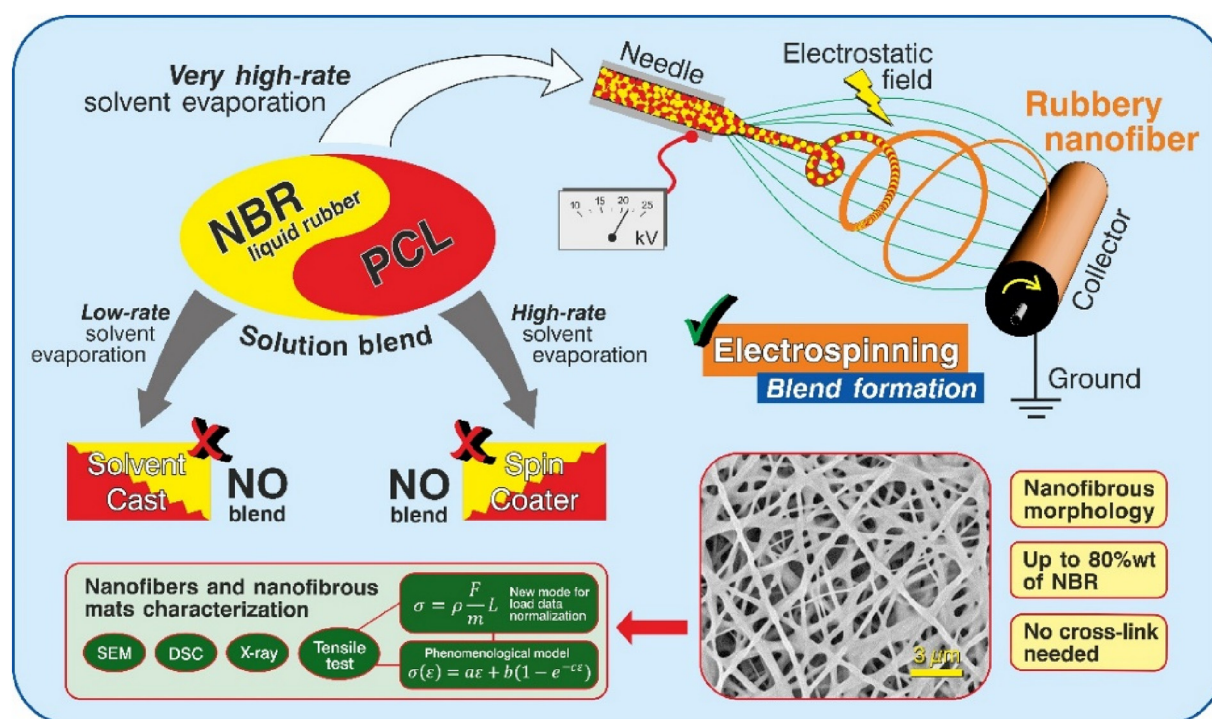 Very high-rate
solvent evaporation
Needle
Electrostatic
field
Rubbery
nanofiber
10 15 20 25
kV
Collector
Ground
NBR
liquid rubber
PCL
Solution blend
Low-rate
solvent
evaporation
High-rate
solvent
evaporation
Electrospinning
Blend formation
Solvent
Cast
NO
blend
NO
blend
Spin
Coater
Nanofibers and nanofibrous
mats characterization
SEM
DSC
X-ray
Tensile
test
σ = ρ F/m L
New mode for
load data
normalization
Phenomenological model
σ(ε) = aε + b(1 − e^{−cε})
3 µm
Nanofibrous
morphology
Up to 80%wt
of NBR
No cross-link
needed